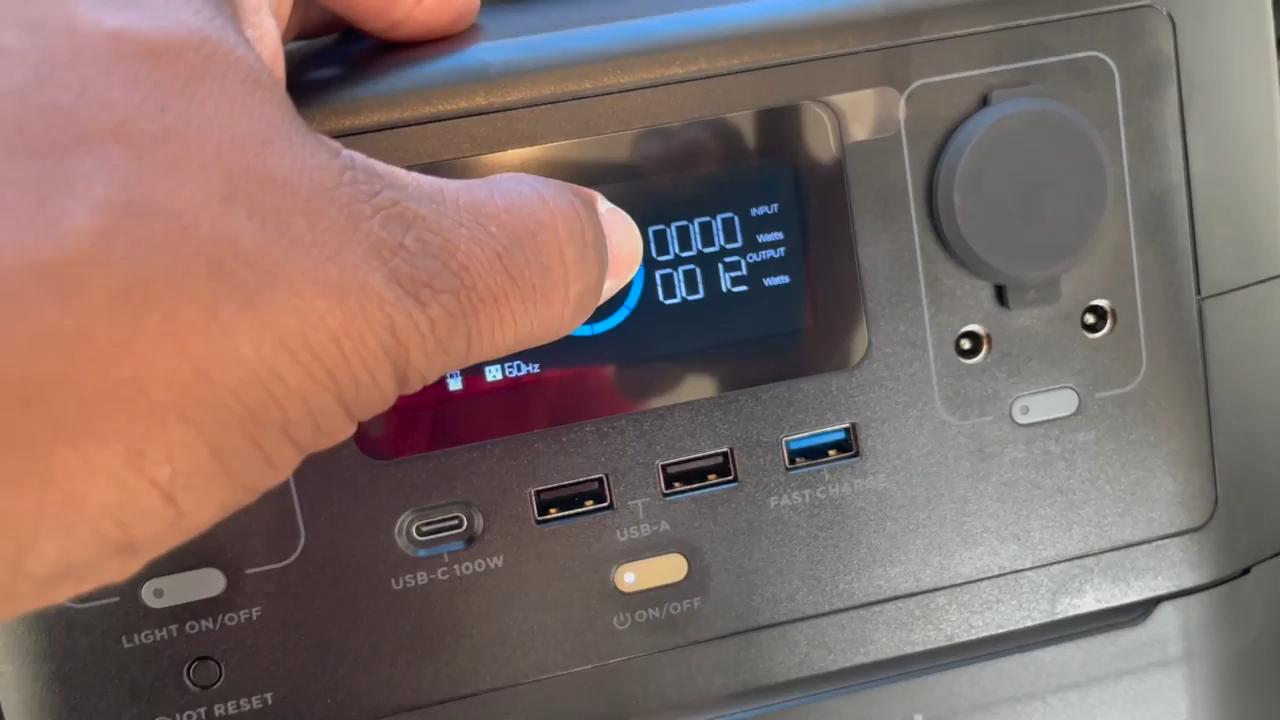 0000 INPUT
Watts
0012 OUTPUT
Watts
60Hz
USB-C 100W
USB-A
FAST CHARGE
ON/OFF
LIGHT ON/OFF
IOT RESET